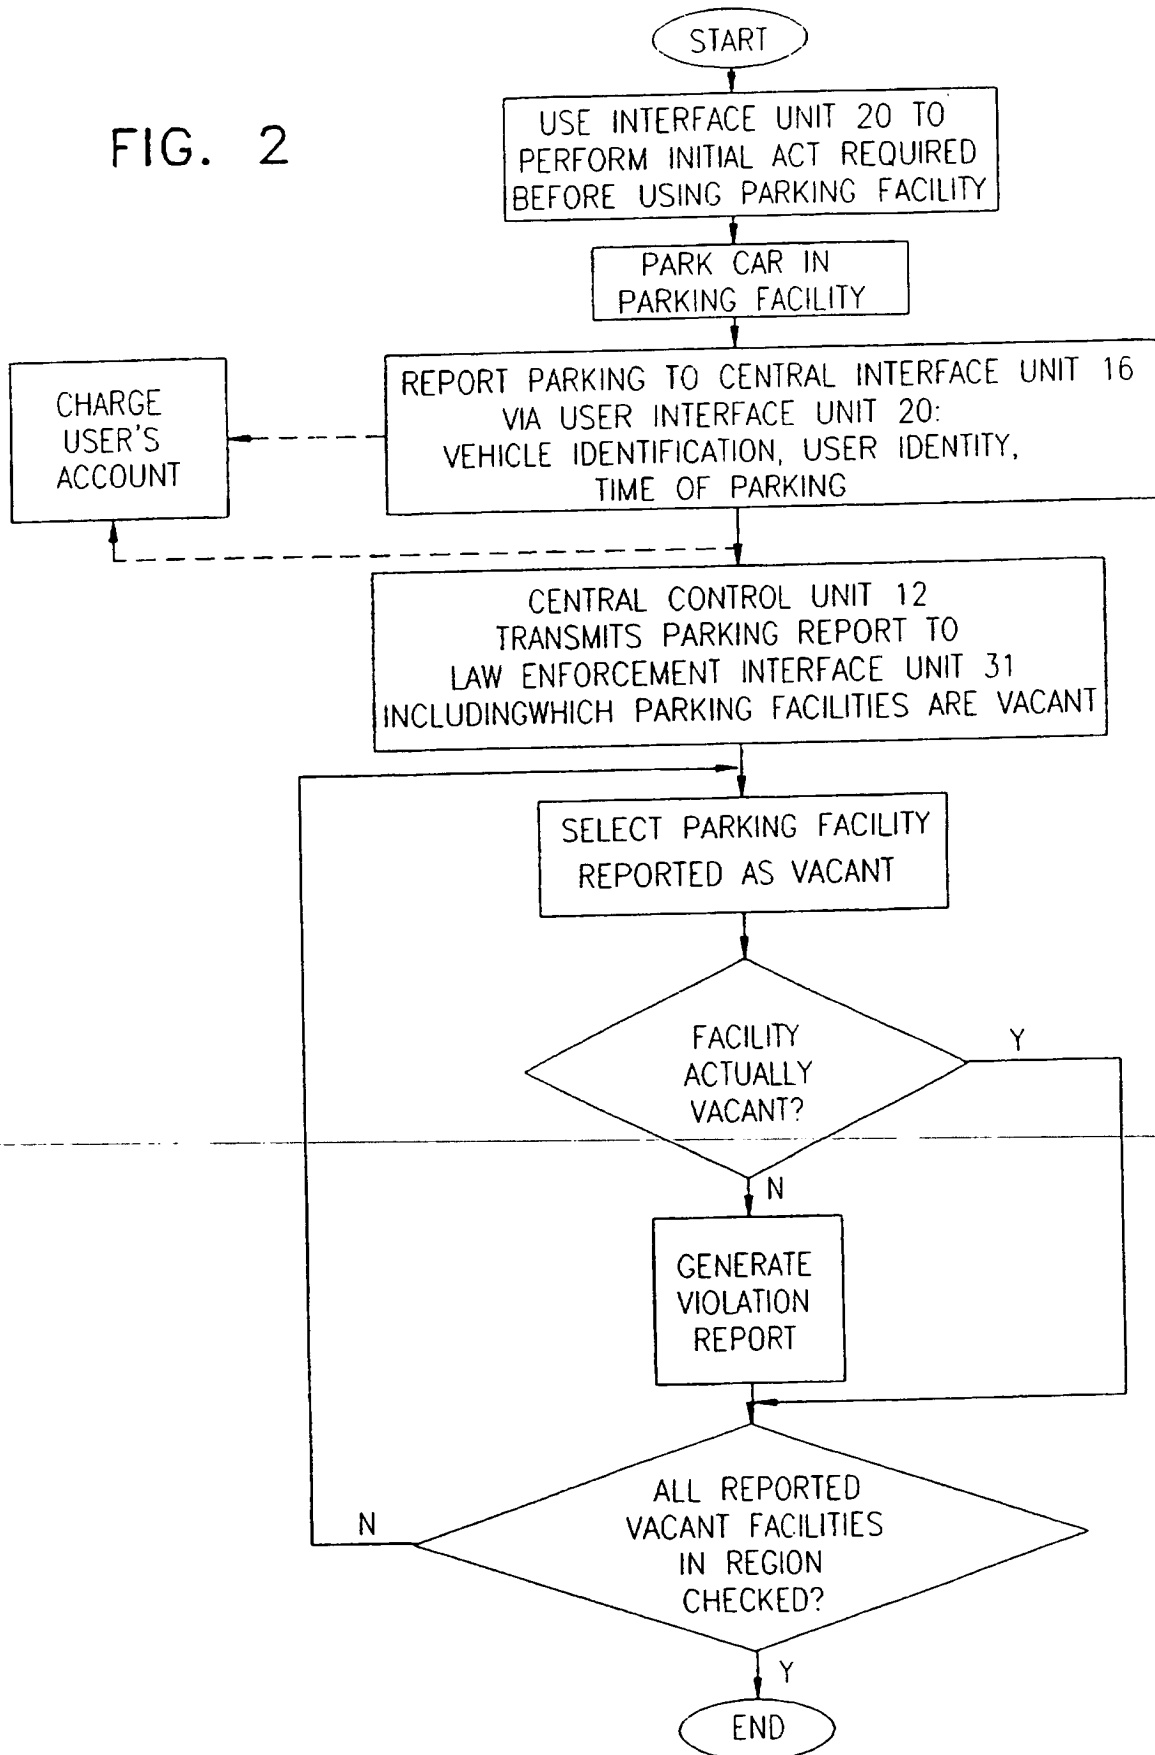 START
FIG. 2
USE INTERFACE UNIT 20 TO
PERFORM INITIAL ACT REQUIRED
BEFORE USING PARKING FACILITY
PARK CAR IN
PARKING FACILITY
REPORT PARKING TO CENTRAL INTERFACE UNIT 16
VIA USER INTERFACE UNIT 20:
VEHICLE IDENTIFICATION, USER IDENTITY,
TIME OF PARKING
CHARGE
USER'S
ACCOUNT
CENTRAL CONTROL UNIT 12
TRANSMITS PARKING REPORT TO
LAW ENFORCEMENT INTERFACE UNIT 31
INCLUDINGWHICH PARKING FACILITIES ARE VACANT
SELECT PARKING FACILITY
REPORTED AS VACANT
FACILITY
ACTUALLY
VACANT?
Y
N
GENERATE
VIOLATION
REPORT
ALL REPORTED
VACANT FACILITIES
IN REGION
CHECKED?
N
Y
END